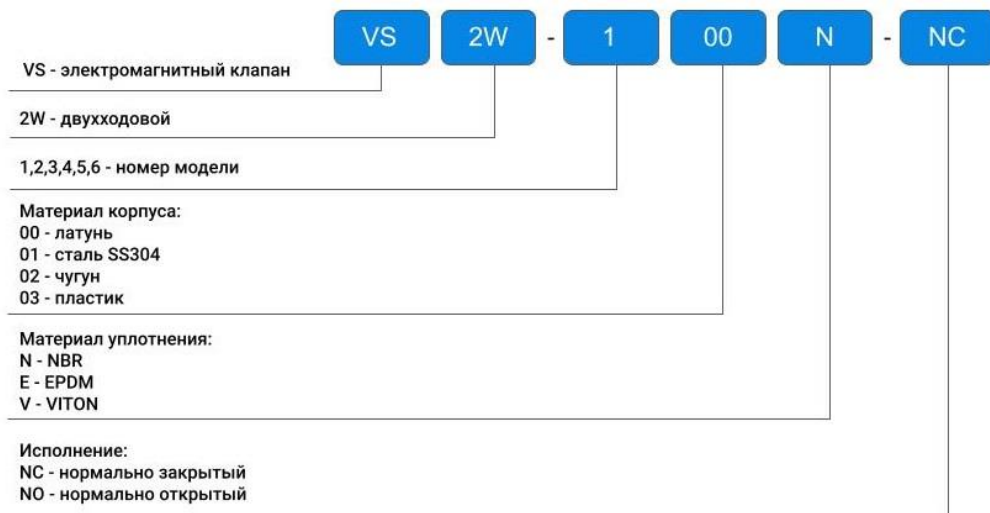 VS 2W - 1 00 N - NC
VS - электромагнитный клапан
2W - двухходовой
1,2,3,4,5,6 - номер модели
Материал корпуса:
00 - латунь
01 - сталь SS304
02 - чугун
03 - пластик
Материал уплотнения:
N - NBR
E - EPDM
V - VITON
Исполнение:
NC - нормально закрытый
NO - нормально открытый